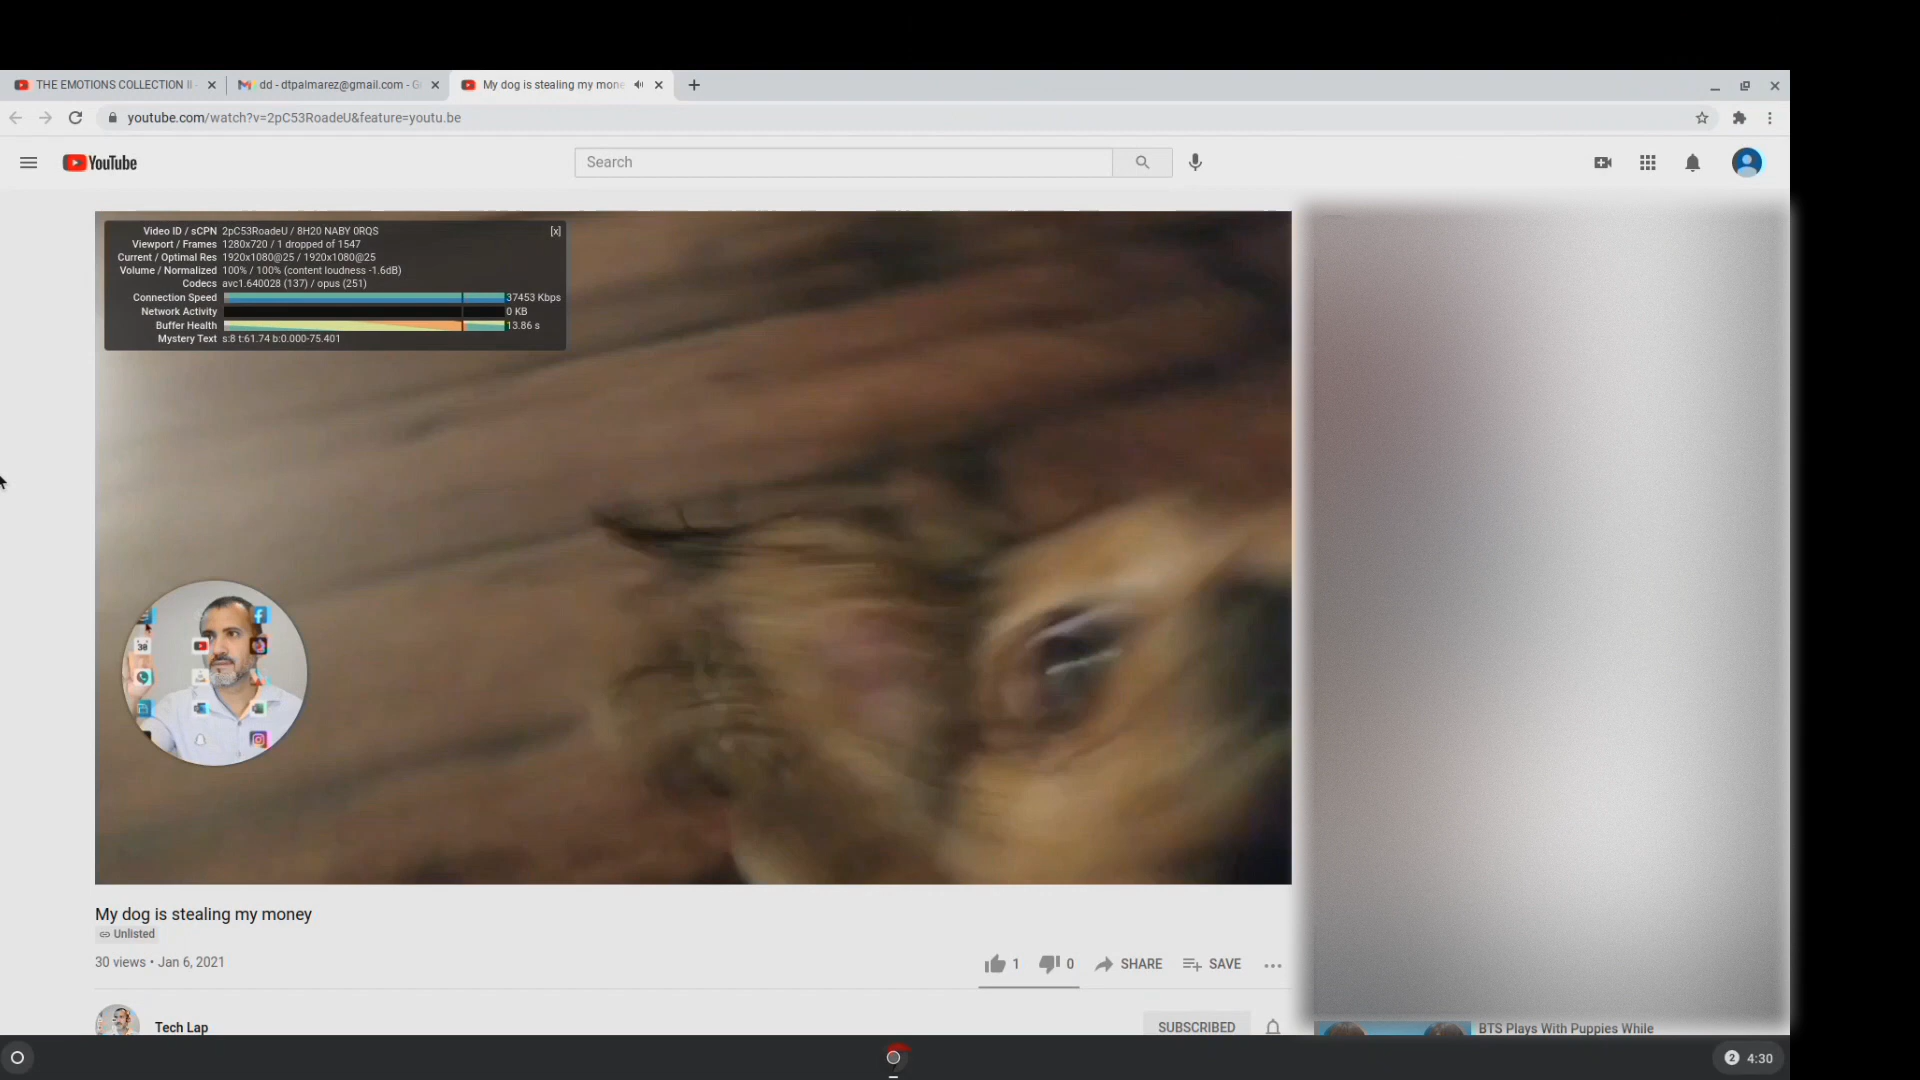 THE EMOTIONS COLLECTION II -
dd - dtpalmarez@gmail.com - G
My dog is stealing my mone
youtube.com/watch?v=2pC53RoadeU&feature=youtu.be
YouTube
Search
Video ID / sCPN 2pC53RoadeU / 8H20 NABY 0RQS [x]
Viewport / Frames 1280x720 / 1 dropped of 1547
Current / Optimal Res 1920x1080@25 / 1920x1080@25
Volume / Normalized 100% / 100% (content loudness -1.6dB)
Codecs avc1.640028 (137) / opus (251)
Connection Speed 37453 Kbps
Network Activity 0 KB
Buffer Health 13.86 s
Mystery Text s:8 t:61.74 b:0.000-75.401
38
My dog is stealing my money
Unlisted
30 views • Jan 6, 2021
1 0 SHARE SAVE
Tech Lap
SUBSCRIBED
BTS Plays With Puppies While
2 4:30